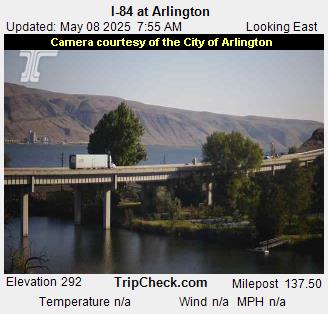 I-84 at Arlington
Updated: May 08 2025 7:55 AM Looking East
Camera courtesy of the City of Arlington
Elevation 292 TripCheck.com Milepost 137.50
Temperature n/a Wind n/a MPH n/a